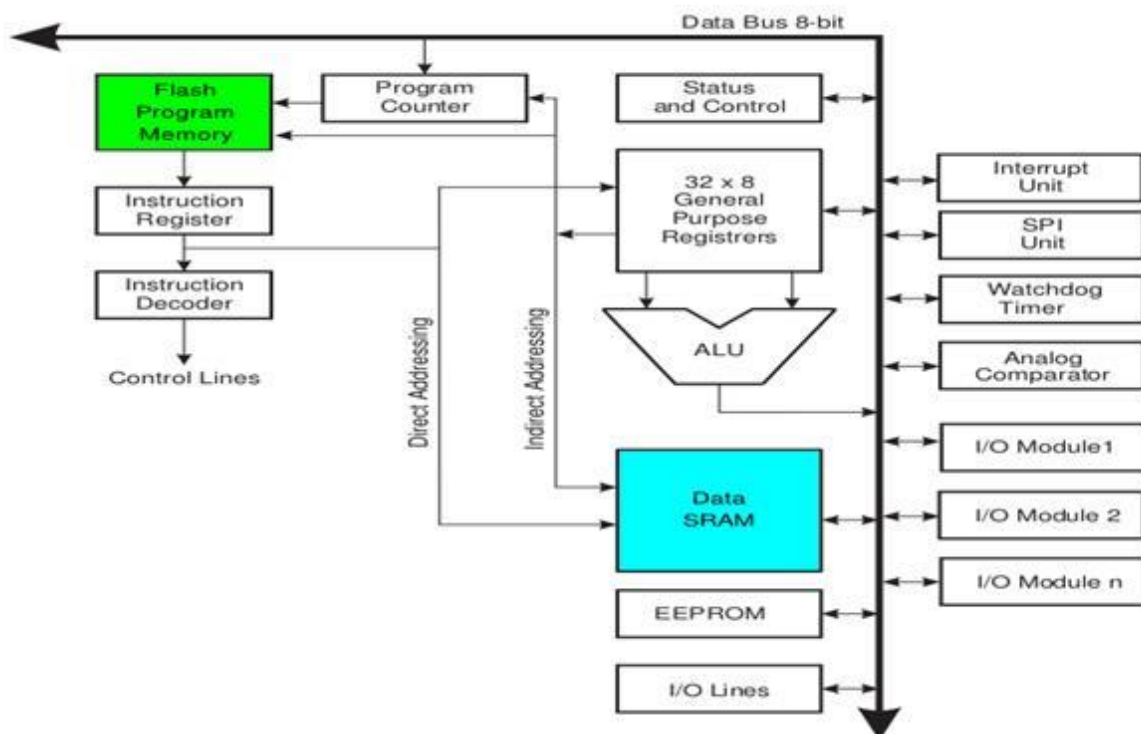 Data Bus 8-bit
Flash
Program
Memory
Program
Counter
Status
and Control
Instruction
Register
32 x 8
General
Purpose
Registrers
Instruction
Decoder
Control Lines
Direct Addressing
Indirect Addressing
ALU
Data
SRAM
EEPROM
I/O Lines
Interrupt
Unit
SPI
Unit
Watchdog
Timer
Analog
Comparator
I/O Module1
I/O Module 2
I/O Module n